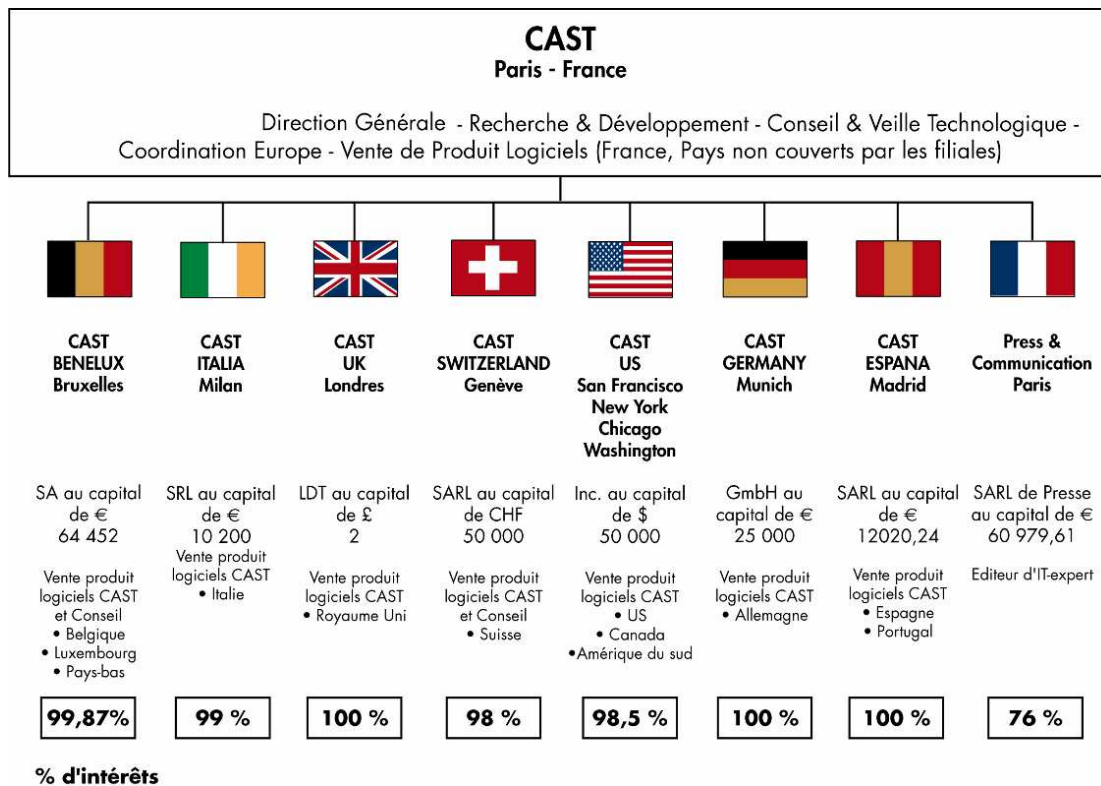 CAST
Paris - France
Direction Générale - Recherche & Développement - Conseil & Veille Technologique -
Coordination Europe - Vente de Produit Logiciels (France, Pays non couverts par les filiales)
CAST
BENELUX
Bruxelles
SA au capital
de €
64 452
Vente produit
logiciels CAST
et Conseil
• Belgique
• Luxembourg
• Pays-bas
99,87%
CAST
ITALIA
Milan
SRL au capital
de €
10 200
Vente produit
logiciels CAST
• Italie
99 %
CAST
UK
Londres
LDT au capital
de £
2
Vente produit
logiciels CAST
• Royaume Uni
100 %
CAST
SWITZERLAND
Genève
SARL au capital
de CHF
50 000
Vente produit
logiciels CAST
et Conseil
• Suisse
98 %
CAST
US
San Francisco
New York
Chicago
Washington
Inc. au capital
de $
50 000
Vente produit
logiciels CAST
• US
• Canada
•Amérique du sud
98,5 %
CAST
GERMANY
Munich
GmbH au
capital de €
25 000
Vente produit
logiciels CAST
• Allemagne
100 %
CAST
ESPANA
Madrid
SARL au capital
de €
12020,24
Vente produit
logiciels CAST
• Espagne
• Portugal
100 %
Press &
Communication
Paris
SARL de Presse
au capital de €
60 979,61
Editeur d'IT-expert
76 %
% d'intérêts